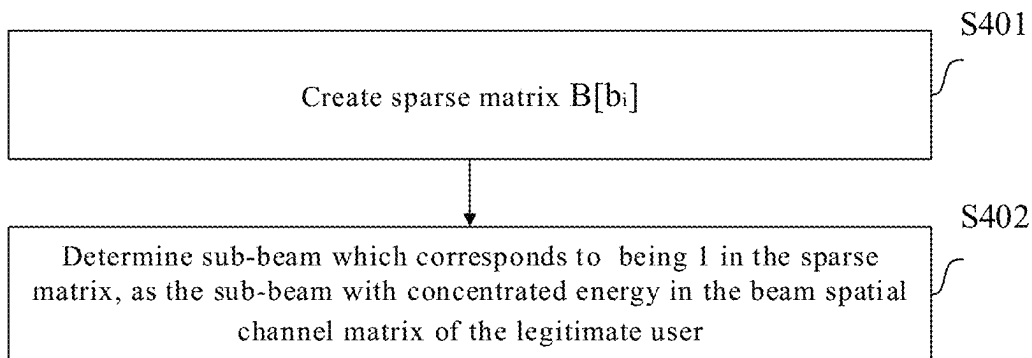 S401
Create sparse matrix B[bi]
S402
Determine sub-beam which corresponds to being 1 in the sparse
matrix, as the sub-beam with concentrated energy in the beam spatial
channel matrix of the legitimate user